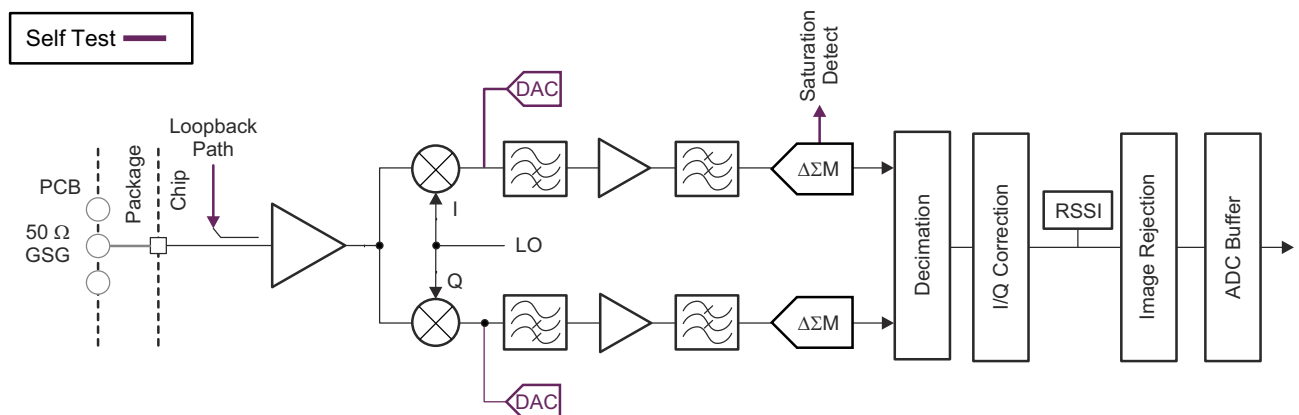 Self Test
Saturation
Detect
DAC
Loopback
Path
PCB
Package
Chip
50 Ω
GSG
I
LO
Q
ΔΣM
ΔΣM
DAC
Decimation
I/Q Correction
RSSI
Image Rejection
ADC Buffer